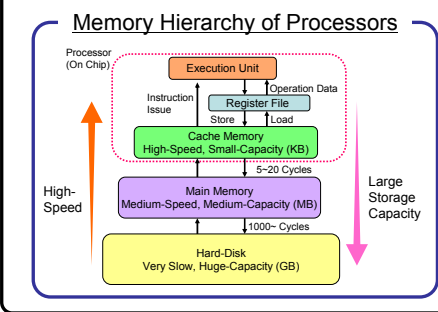 Memory Hierarchy of Processors
Processor
(On Chip)
Execution Unit
Instruction
Issue
Operation Data
Register File
Store
Load
Cache Memory
High-Speed, Small-Capacity (KB)
5~20 Cycles
High-
Speed
Main Memory
Medium-Speed, Medium-Capacity (MB)
Large
Storage
Capacity
1000~ Cycles
Hard-Disk
Very Slow, Huge-Capacity (GB)